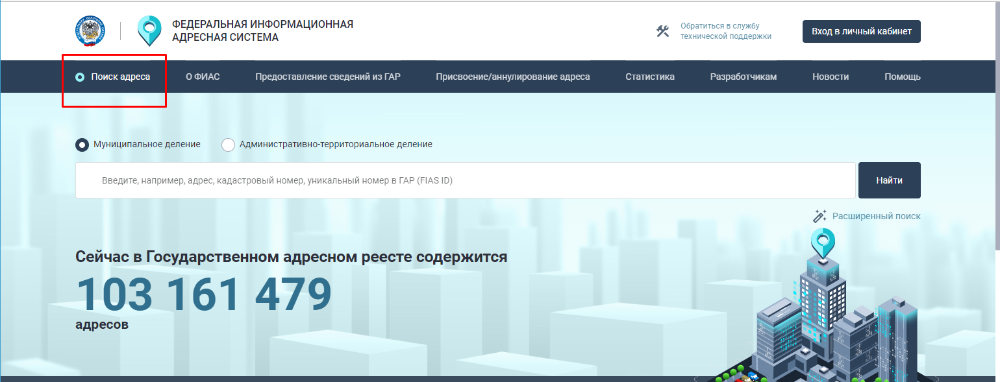 ФЕДЕРАЛЬНАЯ ИНФОРМАЦИОННАЯ
АДРЕСНАЯ СИСТЕМА
Обратиться в службу
технической поддержки
Вход в личный кабинет
Поиск адреса
О ФИАС
Предоставление сведений из ГАР
Присвоение/аннулирование адреса
Статистика
Разработчикам
Новости
Помощь
Муниципальное деление
Административно-территориальное деление
Введите, например, адрес, кадастровый номер, уникальный номер в ГАР (FIAS ID)
Найти
Расширенный поиск
Сейчас в Государственном адресном реестре содержится
103 161 479
адресов